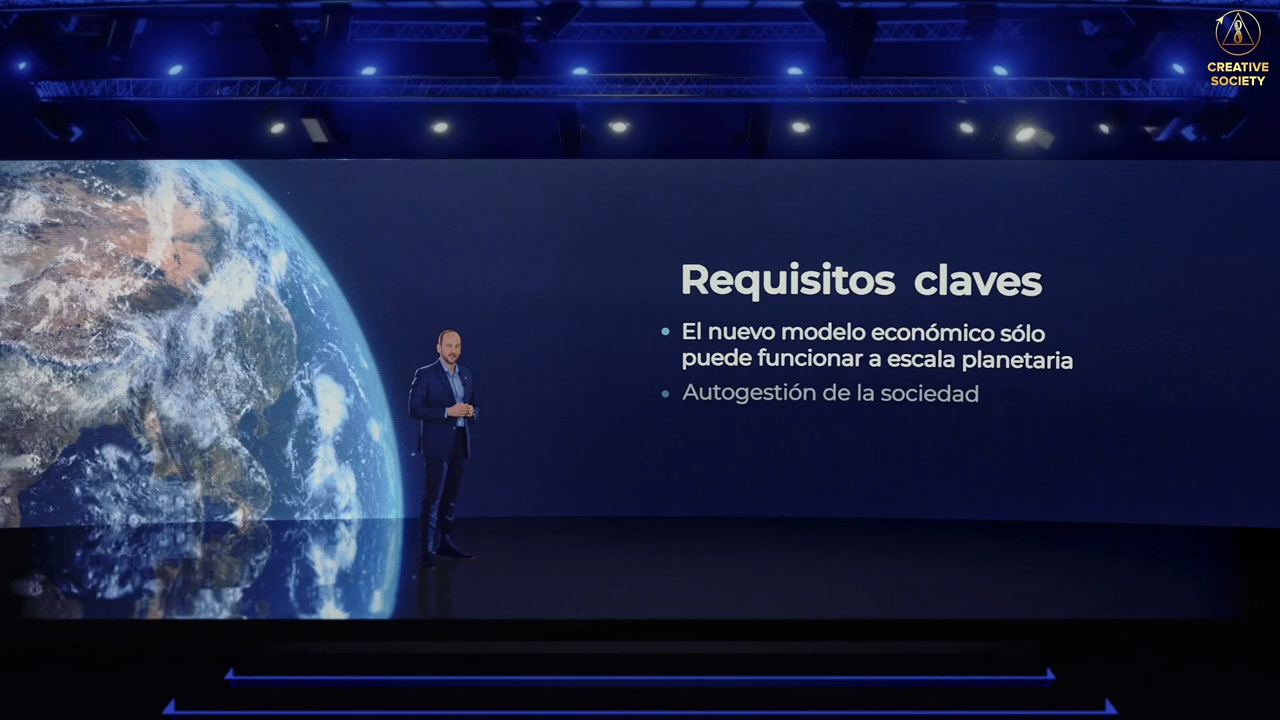 CREATIVE
SOCIETY
Requisitos claves
El nuevo modelo económico sólo
puede funcionar a escala planetaria
Autogestión de la sociedad